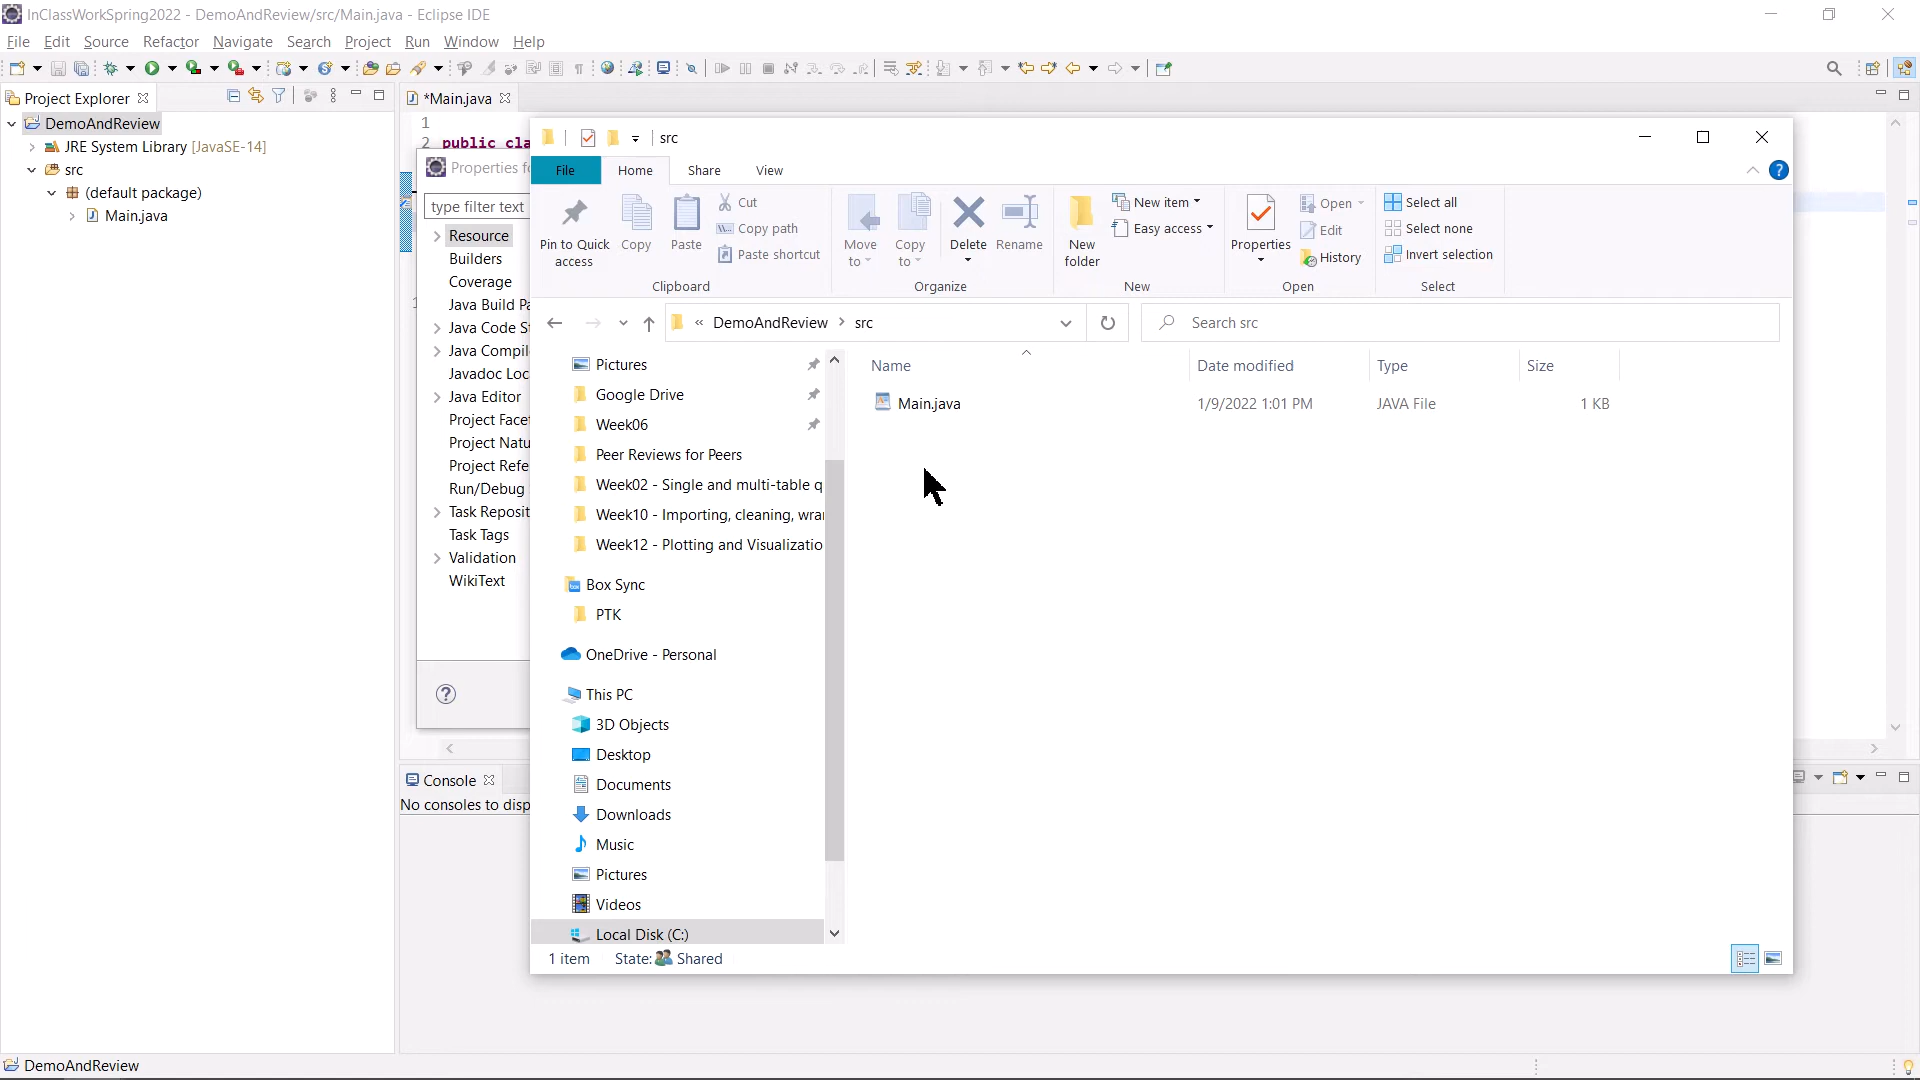 InClassWorkSpring2022 - DemoAndReview/src/Main.java - Eclipse IDE
File Edit Source Refactor Navigate Search Project Run Window Help
Project Explorer
DemoAndReview
JRE System Library [JavaSE-14]
src
(default package)
Main.java
*Main.java
1
2 public cla
Properties fo
type filter text
Resource
Builders
Coverage
Java Build Pa
Java Code St
Java Compil
Javadoc Loc
Java Editor
Project Face
Project Natu
Project Refe
Run/Debug
Task Reposit
Task Tags
Validation
WikiText
Console
No consoles to disp
src
File Home Share View
Pin to Quick access
Copy
Paste
Cut
Copy path
Paste shortcut
Clipboard
Move to
Copy to
Delete
Rename
Organize
New folder
New item
Easy access
New
Properties
Open
Edit
History
Open
Select all
Select none
Invert selection
Select
« DemoAndReview > src
Search src
Pictures
Google Drive
Week06
Peer Reviews for Peers
Week02 - Single and multi-table q
Week10 - Importing, cleaning, wra
Week12 - Plotting and Visualizatio
Box Sync
PTK
OneDrive - Personal
This PC
3D Objects
Desktop
Documents
Downloads
Music
Pictures
Videos
Local Disk (C:)
Name Date modified Type Size
Main.java 1/9/2022 1:01 PM JAVA File 1 KB
1 item State: Shared
DemoAndReview